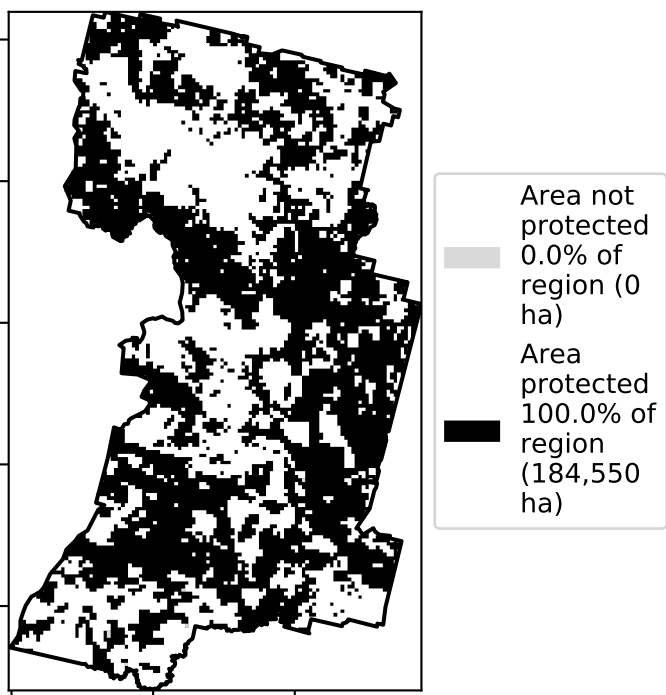 Area not
protected
0.0% of
region (0
ha)
Area
protected
100.0% of
region
(184,550
ha)